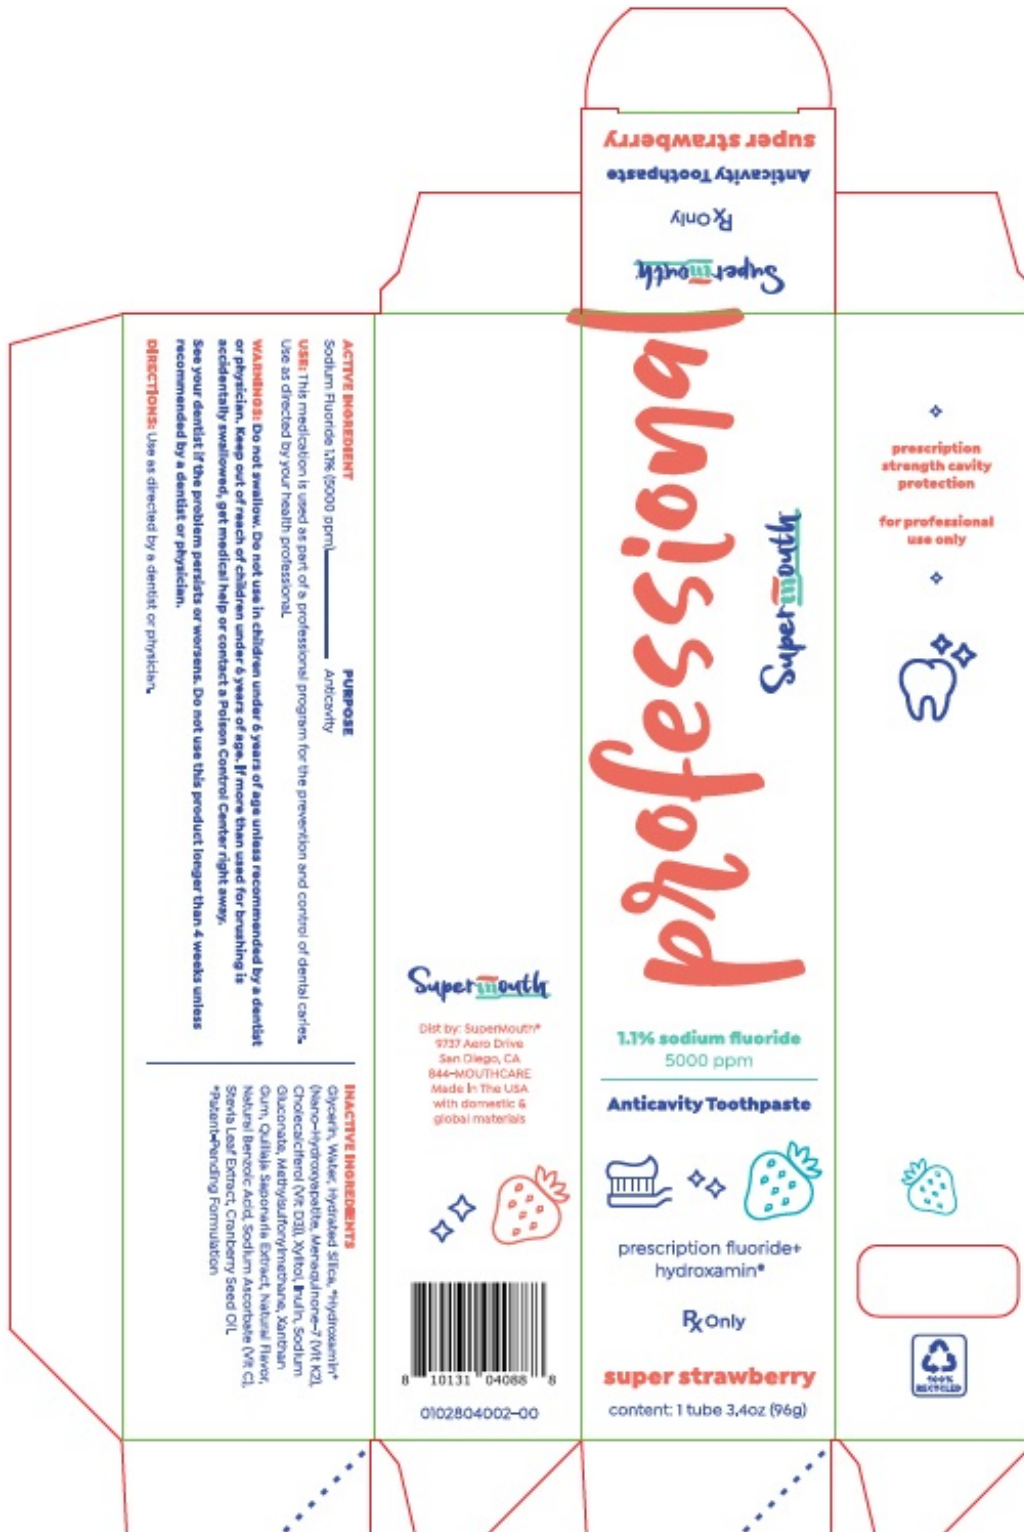 super strawberry
Anticavity Toothpaste
Rx Only
Supermouth
ACTIVE INGREDIENT PURPOSE
Sodium Fluoride 1.1% (5000 ppm) Anticavity
USE: This medication is used as part of a professional program for the prevention and control of dental caries.
Use as directed by your health professional.
WARNINGS: Do not swallow. Do not use in children under 6 years of age unless recommended by a dentist
or physician. Keep out of reach of children under 6 years of age. If more than used for brushing is
accidentally swallowed, get medical help or contact a Poison Control Center right away.
See your dentist if the problem persists or worsens. Do not use this product longer than 4 weeks unless
recommended by a dentist or physician.
DIRECTIONS: Use as directed by a dentist or physician.
INACTIVE INGREDIENTS
Glycerin, Water, Hydrated Silica, *Hydroxamin®
(Nano-Hydroxyapatite, Menaquinone-7 (Vit K2),
Cholecalciferol (Vit D3)), Xylitol, Inulin, Sodium
Gluconate, Methylsulfonylmethane, Xanthan
Gum, Quillaja Saponaria Extract, Natural Flavor,
Natural Benzoic Acid, Sodium Ascorbate (Vit C),
Stevia Leaf Extract, Cranberry Seed Oil.
*Patent-Pending Formulation
Supermouth
Dist by: SuperMouth®
9737 Aero Drive
San Diego, CA
844-MOUTHCARE
Made In The USA
with domestic &
global materials
8 10131 04088 8
0102804002-00
professional
Supermouth
1.1% sodium fluoride
5000 ppm
Anticavity Toothpaste
prescription fluoride+
hydroxamin®
Rx Only
super strawberry
content: 1 tube 3.4oz (96g)
prescription
strength cavity
protection
for professional
use only
100%
RECYCLED